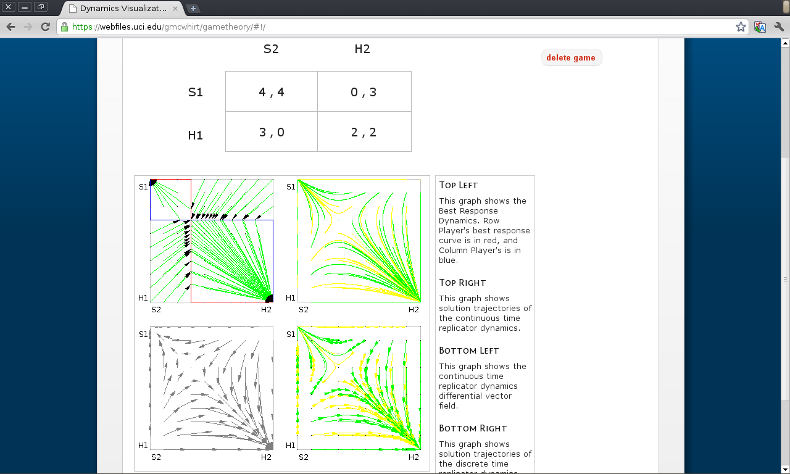 Dynamics Visualizat...
https://webfiles.uci.edu/gmcwhirt/gametheory/#1/
S2 H2
delete game
S1 4 , 4 0 , 3
H1 3 , 0 2 , 2
S1
H1
S2 H2
S1
H1
S2 H2
S1
H1
S2 H2
S1
H1
S2 H2
Top Left
This graph shows the
Best Response
Dynamics. Row
Player's best response
curve is in red, and
Column Player's is in
blue.
Top Right
This graph shows
solution trajectories of
the continuous time
replicator dynamics.
Bottom Left
This graph shows the
continuous time
replicator dynamics
differential vector
field.
Bottom Right
This graph shows
solution trajectories of
the discrete time
replicator dynamics